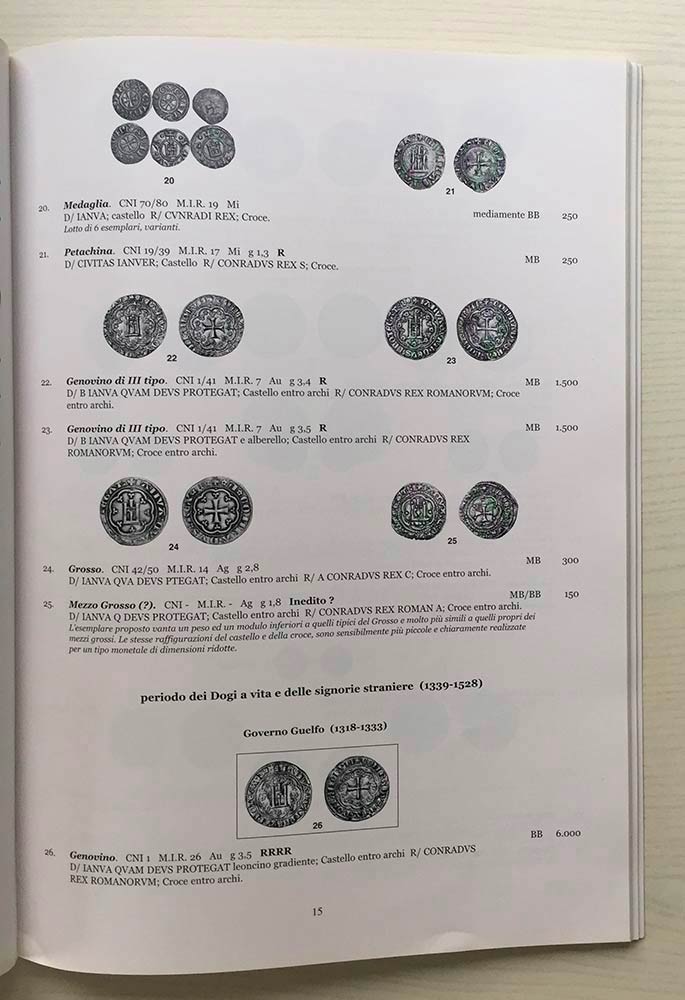 20
21
20. Medaglia. CNI 70/80 M.I.R. 19 Mi
D/ IANVA; castello R/ CVNRADI REX; Croce. mediamente BB 250
Lotto di 6 esemplari, varianti.
21. Petachina. CNI 19/39 M.I.R. 17 Mi g 1,3 R MB 250
D/ CIVITAS IANVER; Castello R/ CONRADVS REX S; Croce.
22
23
22. Genovino di III tipo. CNI 1/41 M.I.R. 7 Au g 3,4 R MB 1.500
D/ B IANVA QVAM DEVS PROTEGAT; Castello entro archi R/ CONRADVS REX ROMANORVM; Croce
entro archi.
23. Genovino di III tipo. CNI 1/41 M.I.R. 7 Au g 3,5 R MB 1.500
D/ B IANVA QVAM DEVS PROTEGAT e alberello; Castello entro archi R/ CONRADVS REX
ROMANORVM; Croce entro archi.
24
25
24. Grosso. CNI 42/50 M.I.R. 14 Ag g 2,8 MB 300
D/ IANVA QVA DEVS PTEGAT; Castello entro archi R/ A CONRADVS REX C; Croce entro archi.
25. Mezzo Grosso (?). CNI - M.I.R. - Ag g 1,8 Inedito ? MB/BB 150
D/ IANVA Q DEVS PROTEGAT; Castello entro archi R/ CONRADVS REX ROMAN A; Croce entro archi.
L'esemplare proposto vanta un peso ed un modulo inferiori a quelli tipici del Grosso e molto più simili a quelli propri dei
mezzi grossi. Le stesse raffigurazioni del castello e della croce, sono sensibilmente più piccole e chiaramente realizzate
per un tipo monetale di dimensioni ridotte.
periodo dei Dogi a vita e delle signorie straniere (1339-1528)
Governo Guelfo (1318-1333)
26
26. Genovino. CNI 1 M.I.R. 26 Au g 3,5 RRRR BB 6.000
D/ IANVA QVAM DEVS PROTEGAT leoncino gradiente; Castello entro archi R/ CONRADVS
REX ROMANORVM; Croce entro archi.
15